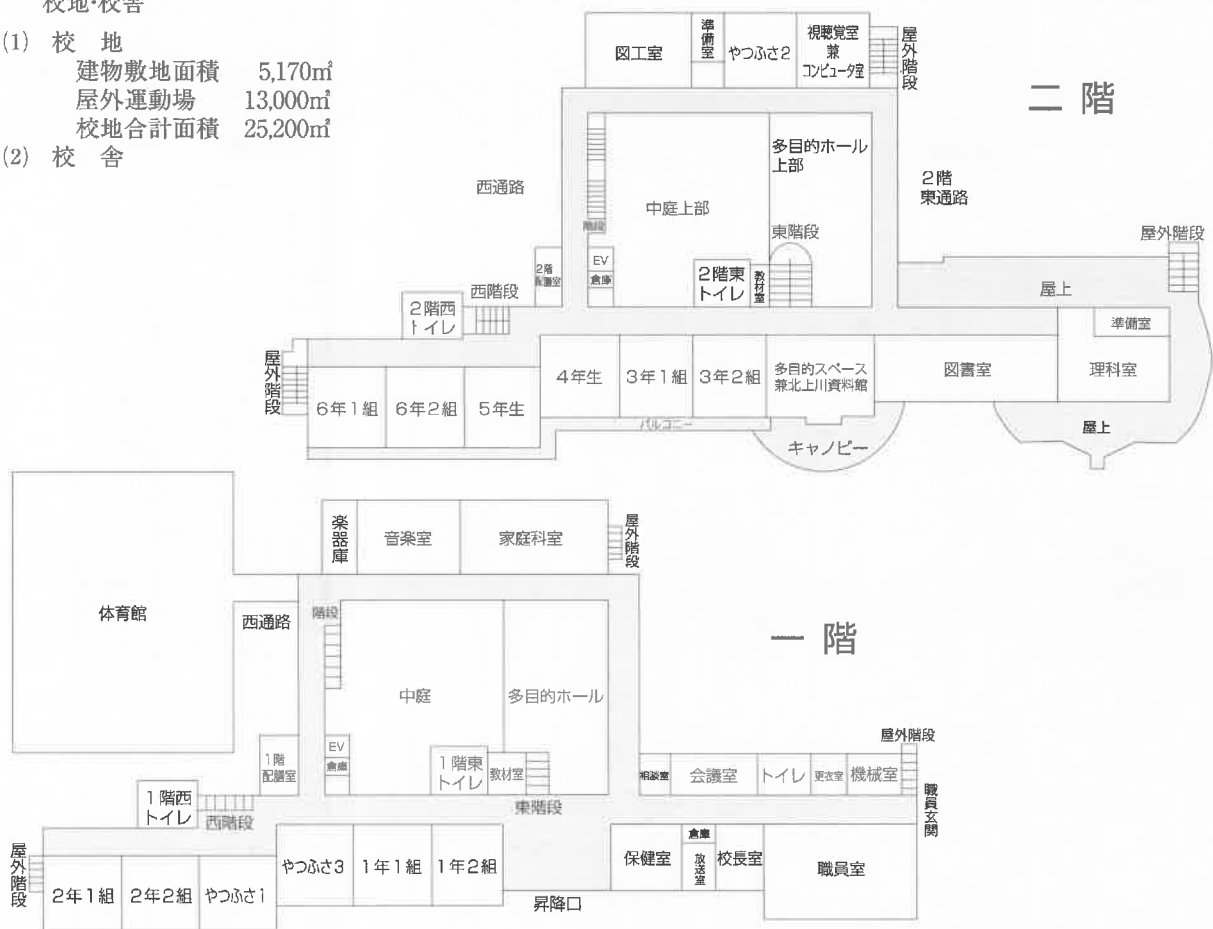 校地・校舎
(1) 校　地
建物敷地面積　5,170㎡
屋外運動場　13,000㎡
校地合計面積　25,200㎡
(2) 校　舎
二階
図工室
準備室
やつふさ2
視聴覚室
兼
コンピュータ室
屋外階段
西通路
階段
中庭上部
多目的ホール
上部
2階
東通路
東階段
屋外階段
2階
配膳室
EV
倉庫
2階東
トイレ
教材室
屋上
西階段
2階西
トイレ
準備室
屋外階段
6年1組
6年2組
5年生
4年生
3年1組
3年2組
多目的スペース
兼北上川資料館
図書室
理科室
バルコニー
キャノピー
屋上
一階
楽器庫
音楽室
家庭科室
屋外階段
体育館
西通路
階段
中庭
多目的ホール
1階
配膳室
EV
倉庫
1階東
トイレ
教材室
東階段
相談室
会議室
トイレ
更衣室
機械室
屋外階段
職員玄関
1階西
トイレ
西階段
屋外階段
2年1組
2年2組
やつふさ1
やつふさ3
1年1組
1年2組
昇降口
保健室
倉庫
放送室
校長室
職員室